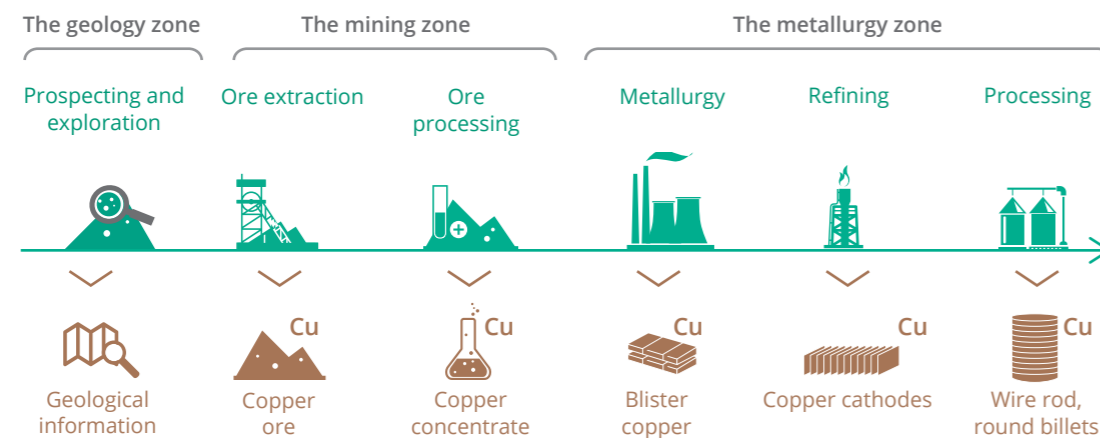 The geology zone
The mining zone
The metallurgy zone
Prospecting and
exploration
Ore extraction
Ore
processing
Metallurgy
Refining
Processing
Cu
Cu
Cu
Cu
Cu
Geological
information
Copper
ore
Copper
concentrate
Blister
copper
Copper cathodes
Wire rod,
round billets